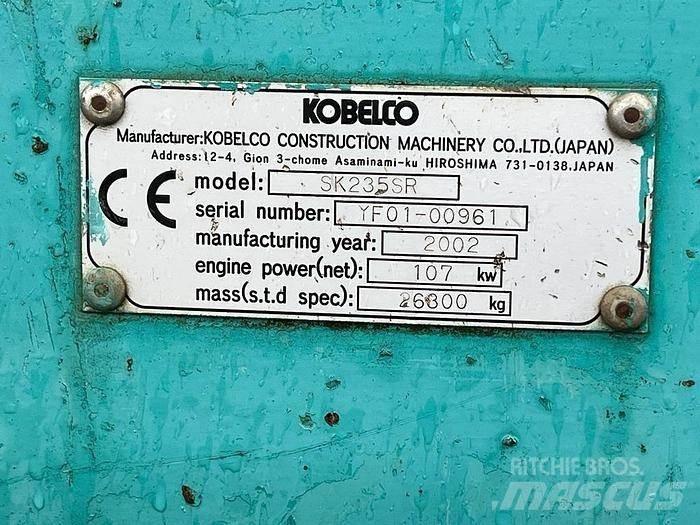 KOBELCO
Manufacturer:KOBELCO CONSTRUCTION MACHINERY CO.,LTD.(JAPAN)
Address:12-4, Gion 3-chome Asaminami-ku HIROSHIMA 731-0138.JAPAN
CE
model: SK235SR
serial number: YF01-00961
manufacturing year: 2002
engine power(net): 107 kw
mass(s.t.d spec): 26300 kg
RITCHIE BROS.
MASCUS